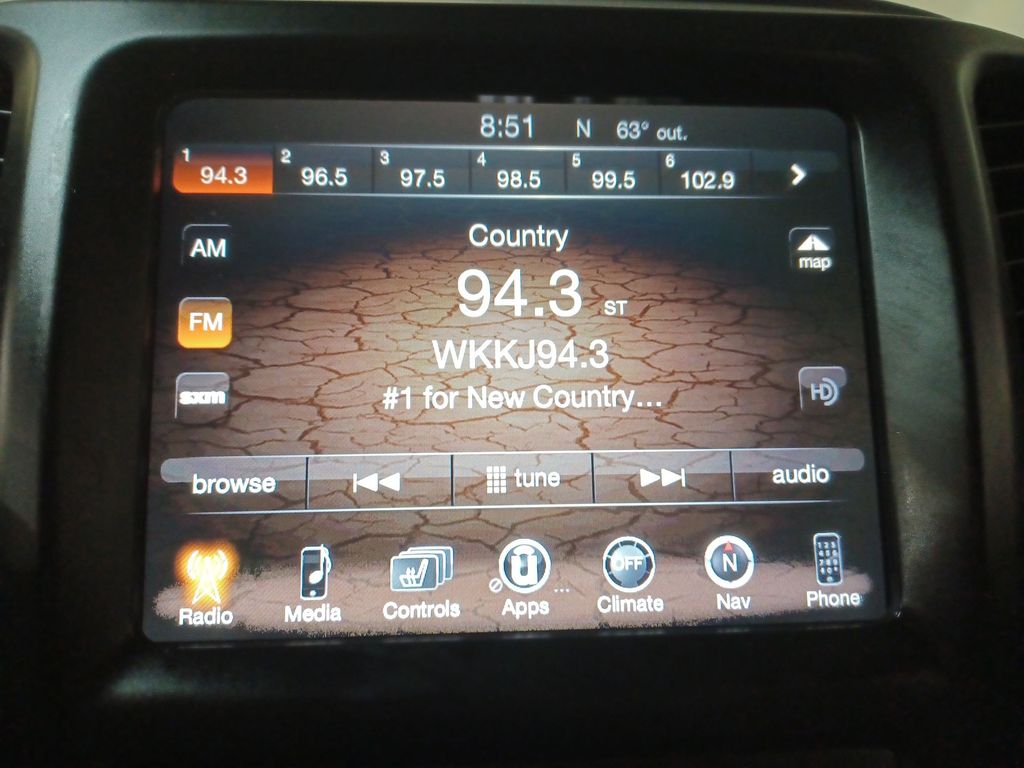 8:51 N 63° out.
1 94.3 2 96.5 3 97.5 4 98.5 5 99.5 6 102.9
AM
Country
map
94.3 ST
FM
WKKJ94.3
sxm
#1 for New Country...
HD
browse tune audio
OFF N
Radio Media Controls Apps ... Climate Nav Phone